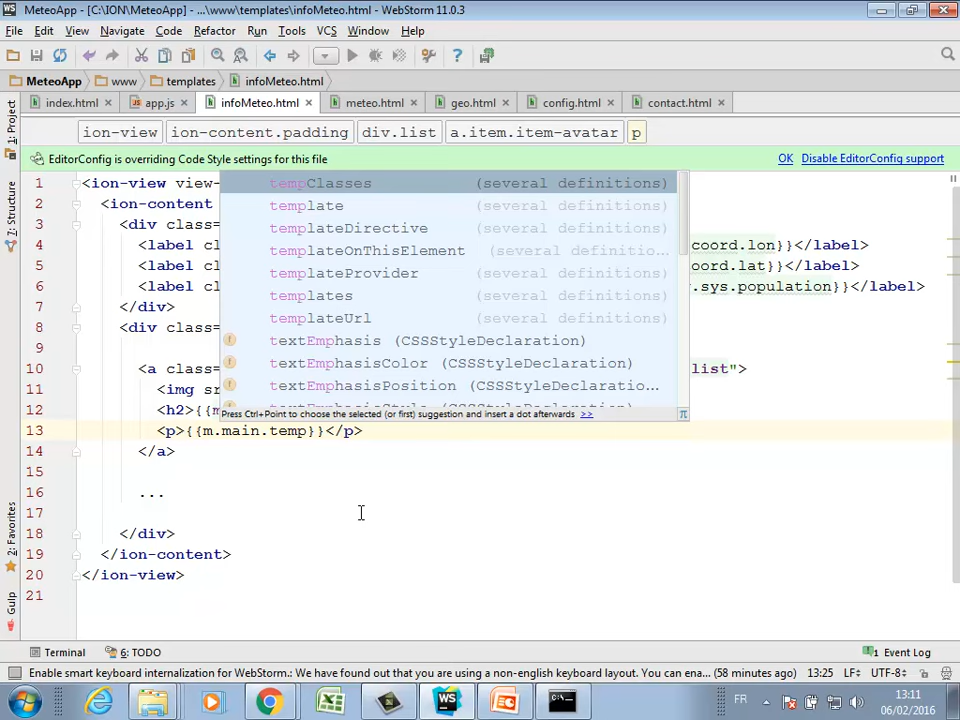 MeteoApp - [C:\ION\MeteoApp] - ...\www\templates\infoMeteo.html - WebStorm 11.0.3
File Edit View Navigate Code Refactor Run Tools VCS Window Help
MeteoApp www templates infoMeteo.html
index.html app.js infoMeteo.html meteo.html geo.html config.html contact.html
ion-view ion-content.padding div.list a.item.item-avatar p
EditorConfig is overriding Code Style settings for this file OK Disable EditorConfig support
1: Project
7: Structure
2: Favorites
Gulp
1 <ion-view view-
2 <ion-content
3 <div class=
4 <label cl coord.lon}}</label>
5 <label cl coord.lat}}</label>
6 <label cl .sys.population}}</label>
7 </div>
8 <div class=
9
10 <a class= list">
11 <img sr
12 <h2>{{m
13 <p>{{m.main.temp}}</p>
14 </a>
15
16 ...
17
18 </div>
19 </ion-content>
20 </ion-view>
21
tempClasses (several definitions)
template (several definitions)
templateDirective (several definitions)
templateOnThisElement (several definitio...
templateProvider (several definitions)
templates (several definitions)
templateUrl (several definitions)
textEmphasis (CSSStyleDeclaration)
textEmphasisColor (CSSStyleDeclaration)
textEmphasisPosition (CSSStyleDeclaratio...
Press Ctrl+Point to choose the selected (or first) suggestion and insert a dot afterwards >> π
Terminal 6: TODO 1 Event Log
Enable smart keyboard internalization for WebStorm.: We have found out that you are using a non-english keyboard layout. You can ena... (58 minutes ago) 13:25 LF UTF-8
FR 13:11
06/02/2016